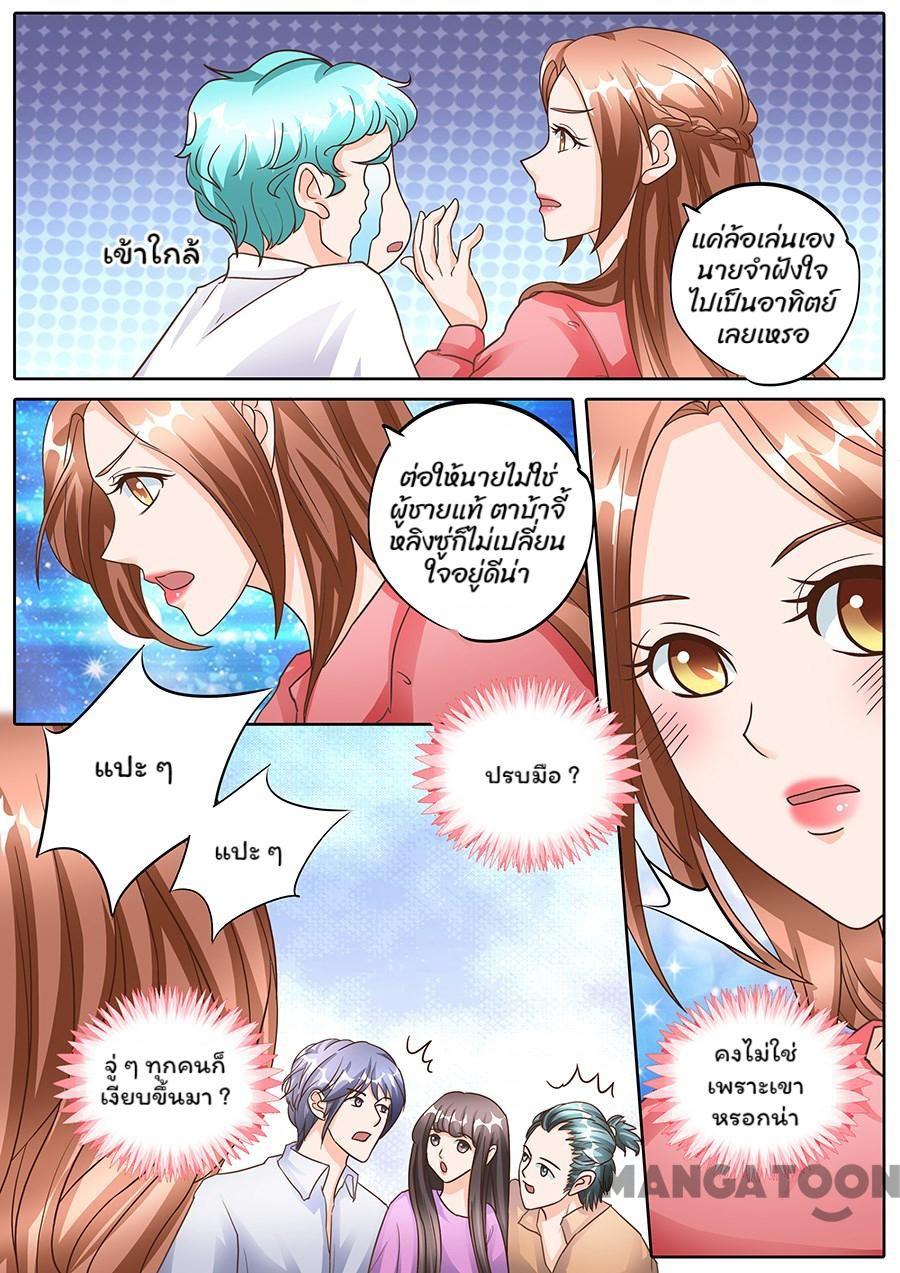 เข้าใกล้
แค่ล้อเล่นเอง
นายจำฝังใจ
ไปเป็นอาทิตย์
เลยเหรอ
ต่อให้นายไม่ใช่
ผู้ชายแท้ ตาบ้าจี้
หลิงซู่ก็ไม่เปลี่ยน
ใจอยู่ดีน่า
แปะ ๆ
แปะ ๆ
ปรบมือ ?
จู่ ๆ ทุกคนก็
เงียบขึ้นมา ?
คงไม่ใช่
เพราะเขา
หรอกน่า
MANGATOON